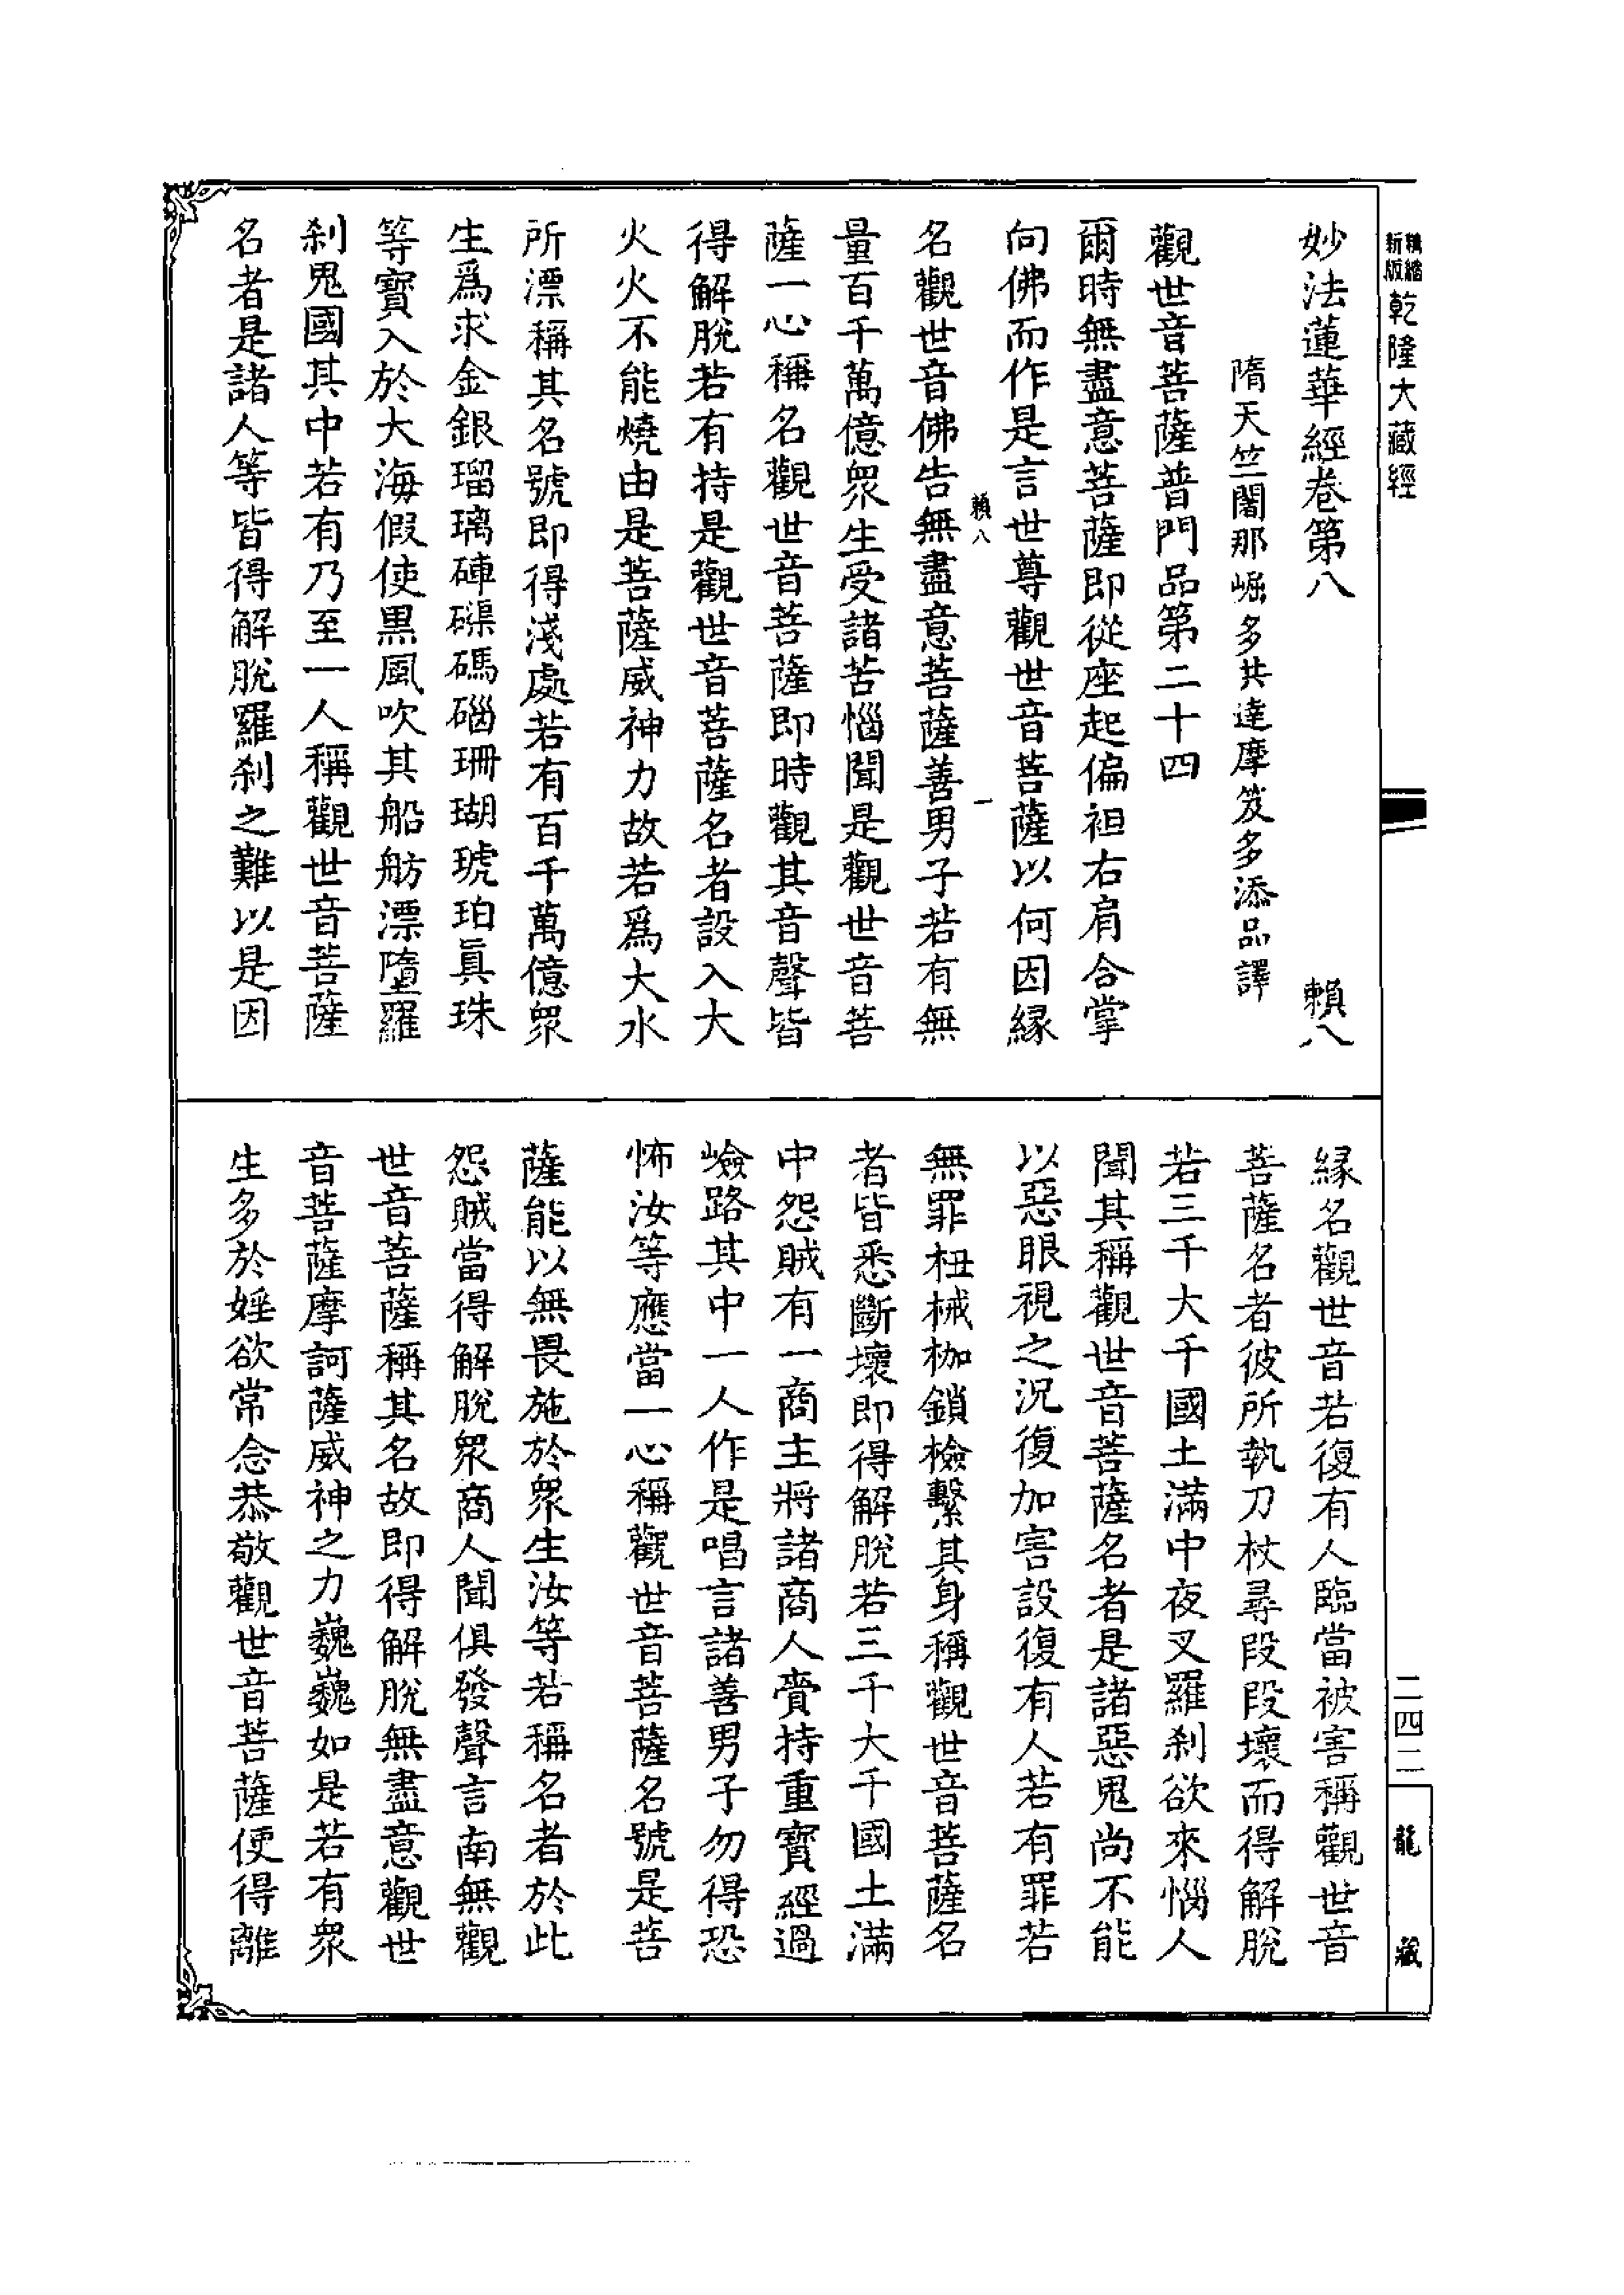 精縮
新版
乾隆大藏經
妙法蓮華經卷第八 賴八
隋天竺闍那崛多共達摩笈多添品譯
觀世音菩薩普門品第二十四
爾時無盡意菩薩即從座起偏袒右肩合掌
向佛而作是言世尊觀世音菩薩以何因緣
賴八 一
名觀世音佛告無盡意菩薩善男子若有無
量百千萬億眾生受諸苦惱聞是觀世音菩
薩一心稱名觀世音菩薩即時觀其音聲皆
得解脫若有持是觀世音菩薩名者設入大
火火不能燒由是菩薩威神力故若爲大水
所漂稱其名號即得淺處若有百千萬億眾
生爲求金銀瑠璃硨磲碼碯珊瑚琥珀眞珠
等寶入於大海假使黑風吹其船舫漂墮羅
刹鬼國其中若有乃至一人稱觀世音菩薩
名者是諸人等皆得解脫羅刹之難以是因
緣名觀世音若復有人臨當被害稱觀世音
菩薩名者彼所執刀杖尋段段壞而得解脫
若三千大千國土滿中夜叉羅刹欲來惱人
聞其稱觀世音菩薩名者是諸惡鬼尚不能
以惡眼視之況復加害設復有人若有罪若
無罪杻械枷鎖檢繫其身稱觀世音菩薩名
者皆悉斷壞即得解脫若三千大千國土滿
中怨賊有一商主將諸商人賷持重寶經過
嶮路其中一人作是唱言諸善男子勿得恐
怖汝等應當一心稱觀世音菩薩名號是菩
薩能以無畏施於眾生汝等若稱名者於此
怨賊當得解脫眾商人聞俱發聲言南無觀
世音菩薩稱其名故即得解脫無盡意觀世
音菩薩摩訶薩威神之力巍巍如是若有眾
生多於婬欲常念恭敬觀世音菩薩便得離
二四二
龍藏